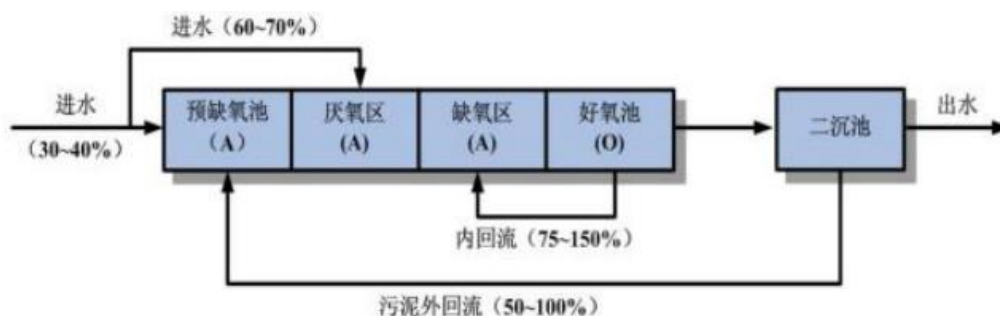 进水（60~70%）
进水
（30~40%）
预缺氧池
（A）
厌氧区
(A)
缺氧区
(A)
好氧池
(O)
二沉池
出水
内回流（75~150%）
污泥外回流（50~100%）